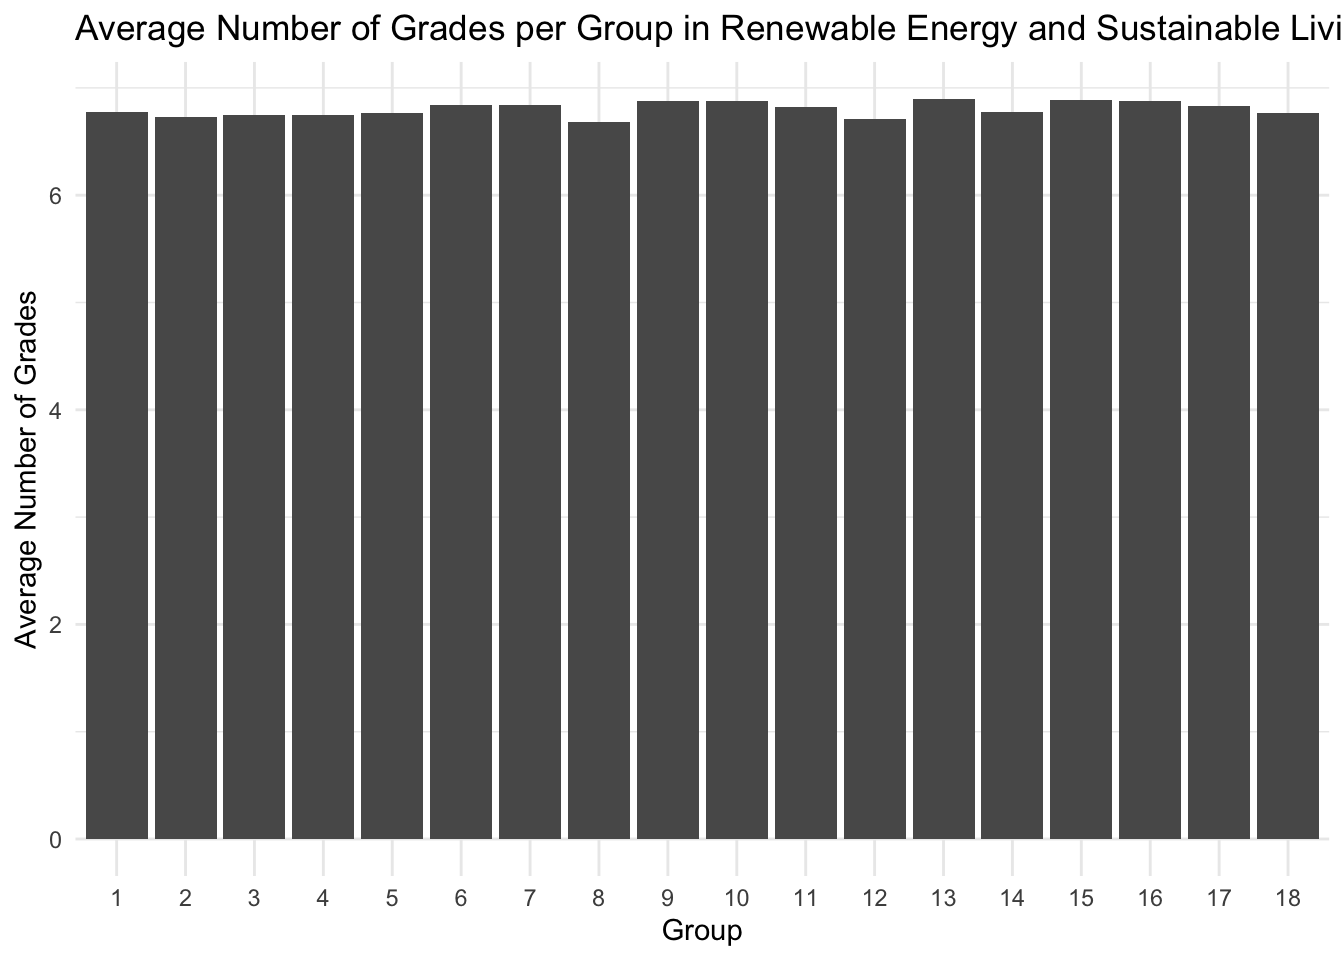 Average Number of Grades per Group in Renewable Energy and Sustainable Livi
6
4
2
0
Average Number of Grades
1 2 3 4 5 6 7 8 9 10 11 12 13 14 15 16 17 18
Group